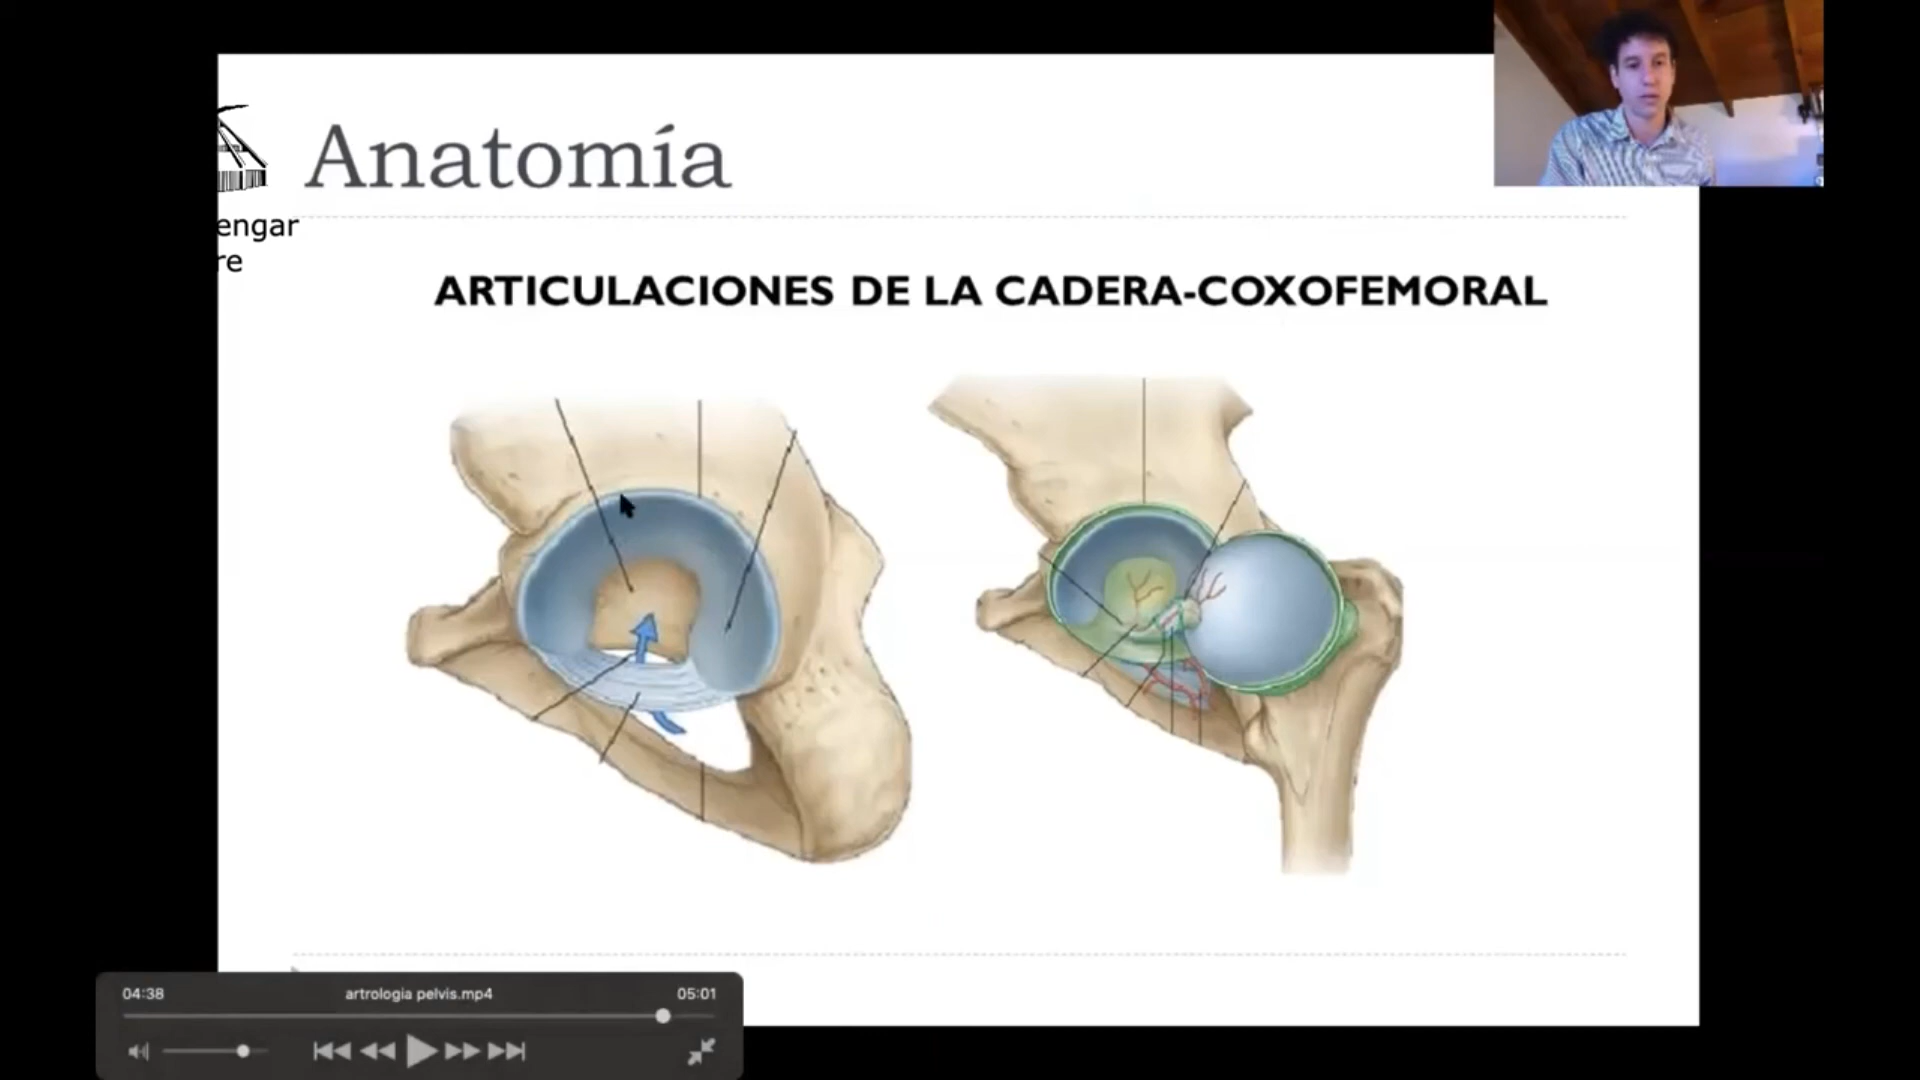 Anatomía
engar
re
ARTICULACIONES DE LA CADERA-COXOFEMORAL
04:38
artrologia pelvis.mp4
05:01